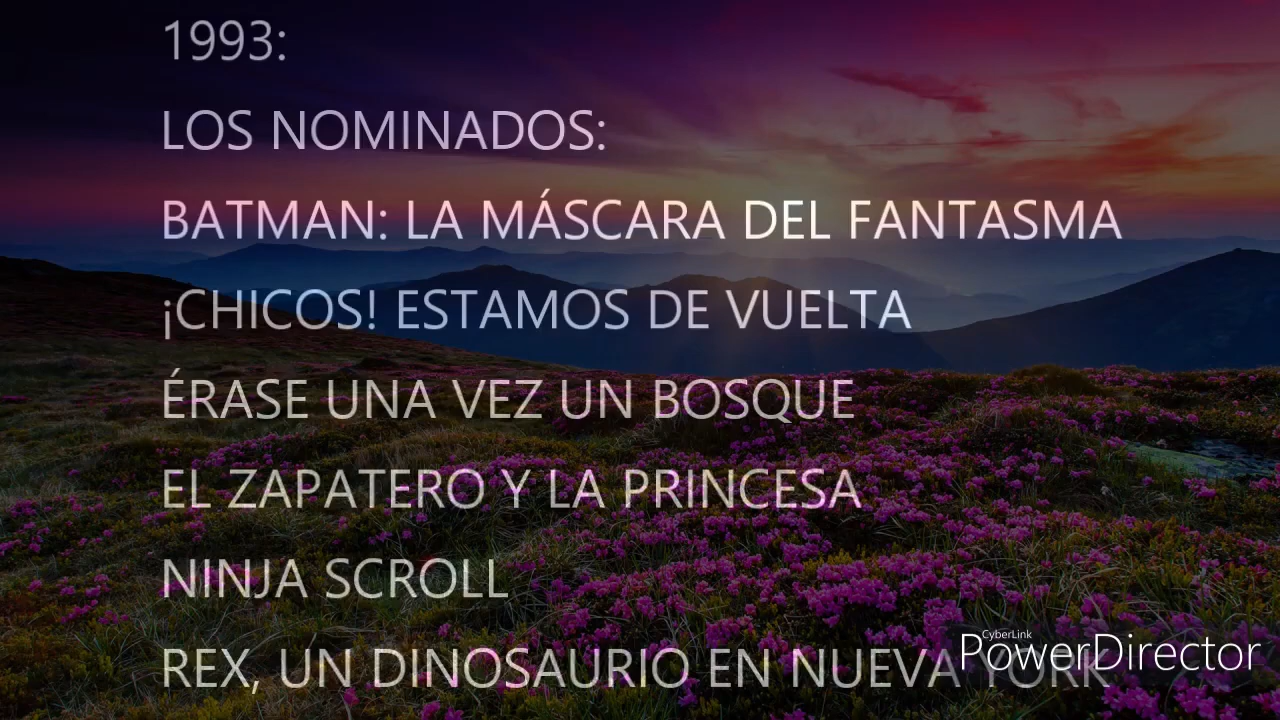 1993:
LOS NOMINADOS:
BATMAN: LA MÁSCARA DEL FANTASMA
¡CHICOS! ESTAMOS DE VUELTA
ÉRASE UNA VEZ UN BOSQUE
EL ZAPATERO Y LA PRINCESA
NINJA SCROLL
REX, UN DINOSAURIO EN NUEVA YORK
CyberLink
PowerDirector